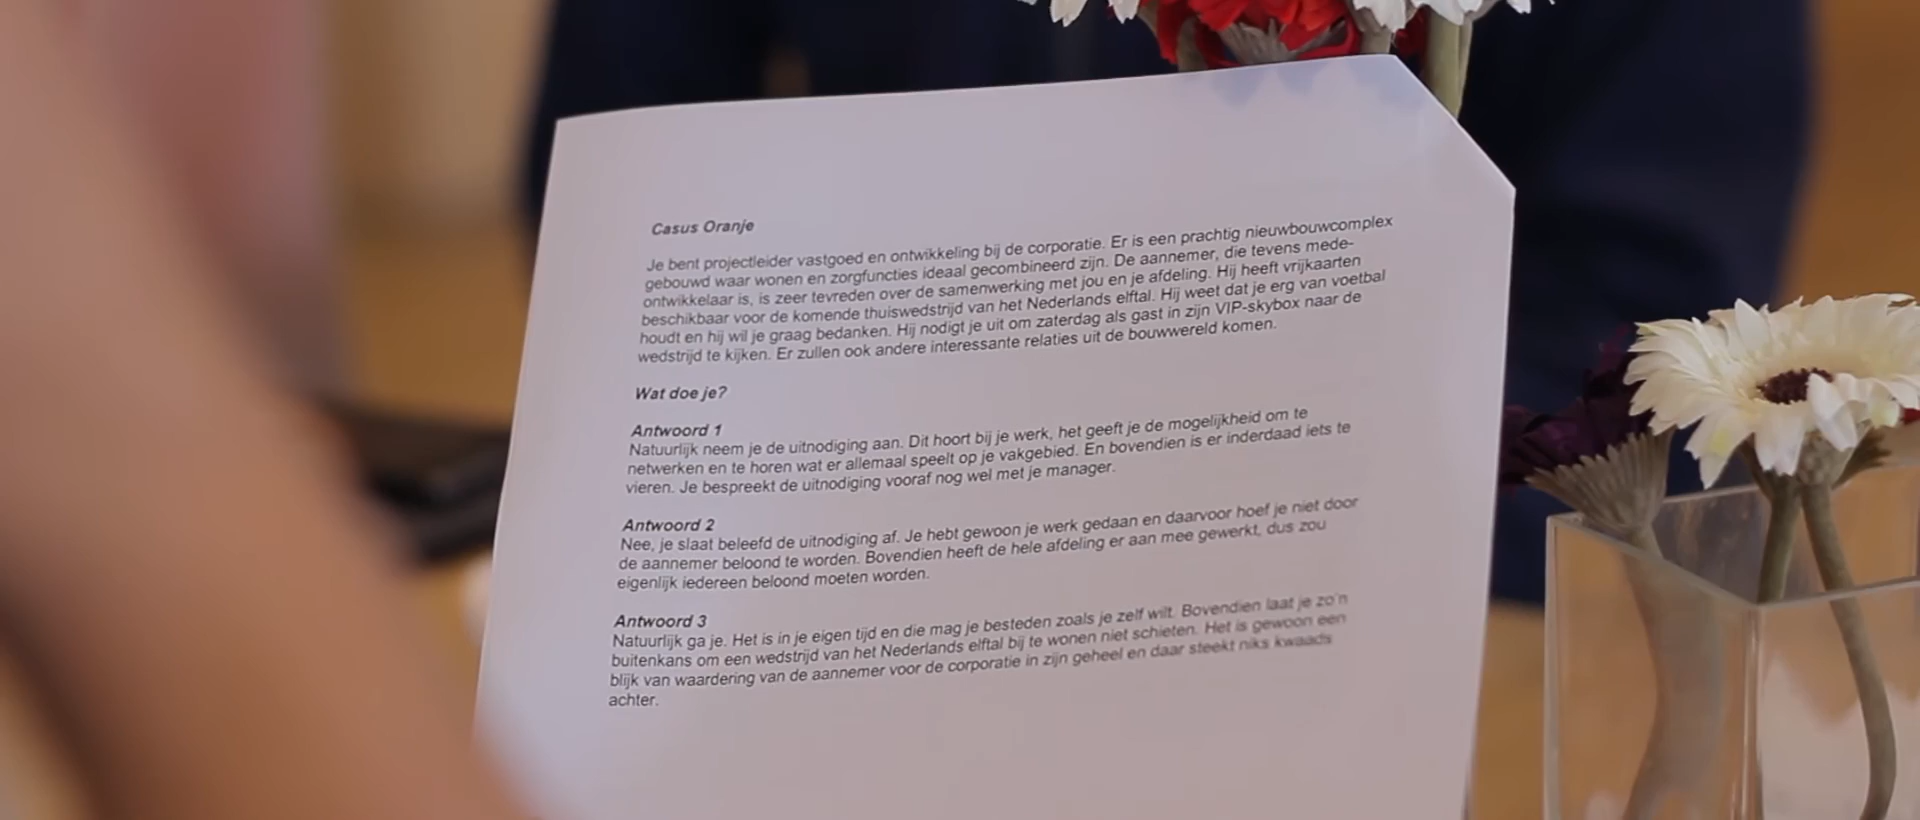 Casus Oranje
Je bent projectleider vastgoed en ontwikkeling bij de corporatie. Er is een prachtig nieuwbouwcomplex
gebouwd waar wonen en zorgfuncties ideaal gecombineerd zijn. De aannemer, die tevens mede-
ontwikkelaar is, is zeer tevreden over de samenwerking met jou en je afdeling. Hij heeft vrijkaarten
beschikbaar voor de komende thuiswedstrijd van het Nederlands elftal. Hij weet dat je erg van voetbal
houdt en hij wil je graag bedanken. Hij nodigt je uit om zaterdag als gast in zijn VIP-skybox naar de
wedstrijd te kijken. Er zullen ook andere interessante relaties uit de bouwwereld komen.
Wat doe je?
Antwoord 1
Natuurlijk neem je de uitnodiging aan. Dit hoort bij je werk, het geeft je de mogelijkheid om te
netwerken en te horen wat er allemaal speelt op je vakgebied. En bovendien is er inderdaad iets te
vieren. Je bespreekt de uitnodiging vooraf nog wel met je manager.
Antwoord 2
Nee, je slaat beleefd de uitnodiging af. Je hebt gewoon je werk gedaan en daarvoor hoef je niet door
de aannemer beloond te worden. Bovendien heeft de hele afdeling er aan mee gewerkt, dus zou
eigenlijk iedereen beloond moeten worden.
Antwoord 3
Natuurlijk ga je. Het is in je eigen tijd en die mag je besteden zoals je zelf wilt. Bovendien laat je zo'n
buitenkans om een wedstrijd van het Nederlands elftal bij te wonen niet schieten. Het is gewoon een
blijk van waardering van de aannemer voor de corporatie in zijn geheel en daar steekt niks kwaads
achter.